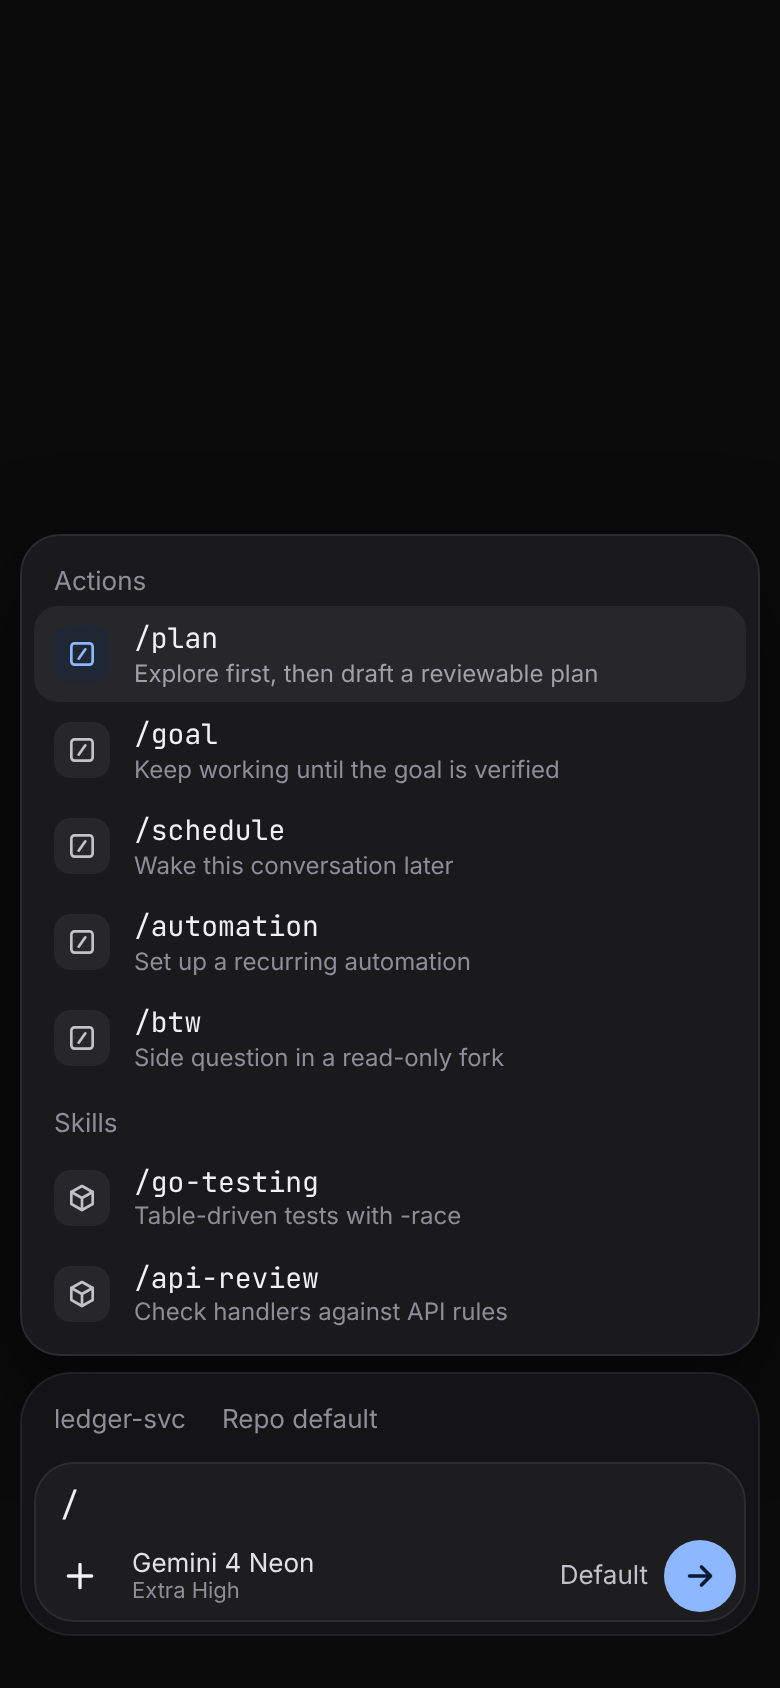 Actions
/plan
Explore first, then draft a reviewable plan
/goal
Keep working until the goal is verified
/schedule
Wake this conversation later
/automation
Set up a recurring automation
/btw
Side question in a read-only fork
Skills
/go-testing
Table-driven tests with -race
/api-review
Check handlers against API rules
ledger-svc Repo default
/
Gemini 4 Neon
Extra High
Default